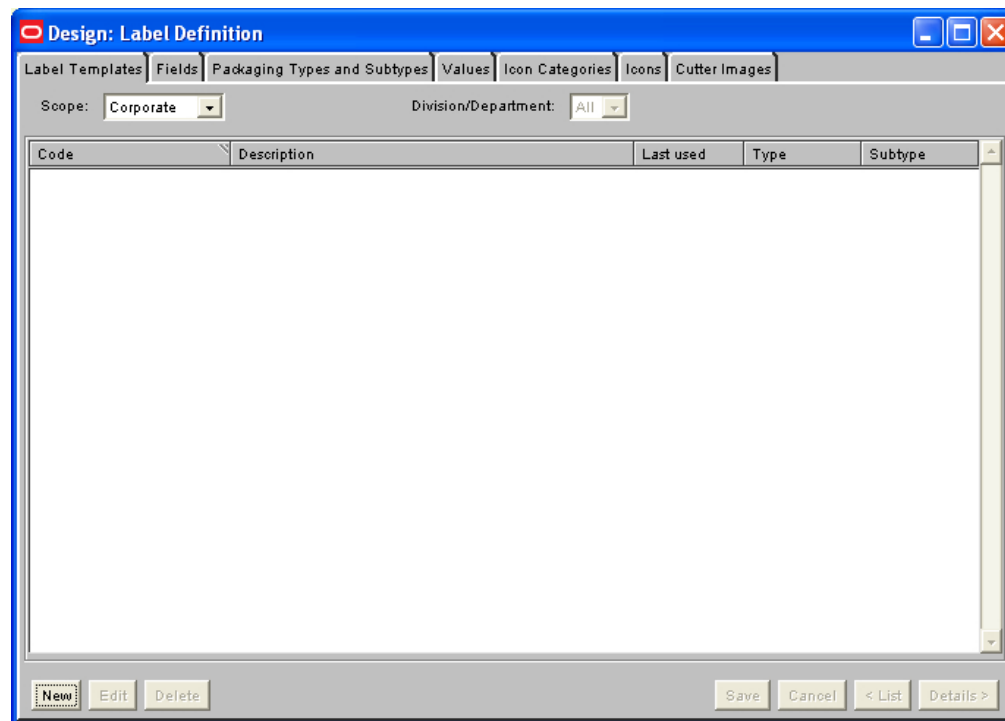 Design: Label Definition
Label Templates Fields Packaging Types and Subtypes Values Icon Categories Icons Cutter Images
Scope: Corporate Division/Department: All
Code Description Last used Type Subtype
New Edit Delete Save Cancel < List Details >